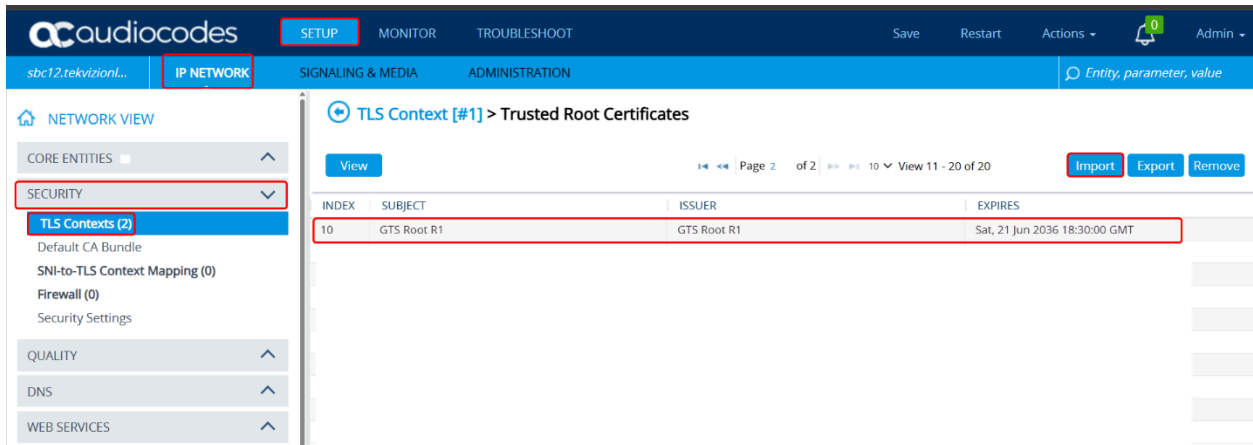 audiocodes
SETUP MONITOR TROUBLESHOOT Save Restart Actions 0 Admin
sbc12.tekvizionl... IP NETWORK SIGNALING & MEDIA ADMINISTRATION Entity, parameter, value
NETWORK VIEW
CORE ENTITIES
SECURITY
TLS Contexts (2)
Default CA Bundle
SNI-to-TLS Context Mapping (0)
Firewall (0)
Security Settings
QUALITY
DNS
WEB SERVICES
TLS Context [#1] > Trusted Root Certificates
View Page 2 of 2 10 View 11 - 20 of 20 Import Export Remove
INDEX SUBJECT ISSUER EXPIRES
10 GTS Root R1 GTS Root R1 Sat, 21 Jun 2036 18:30:00 GMT